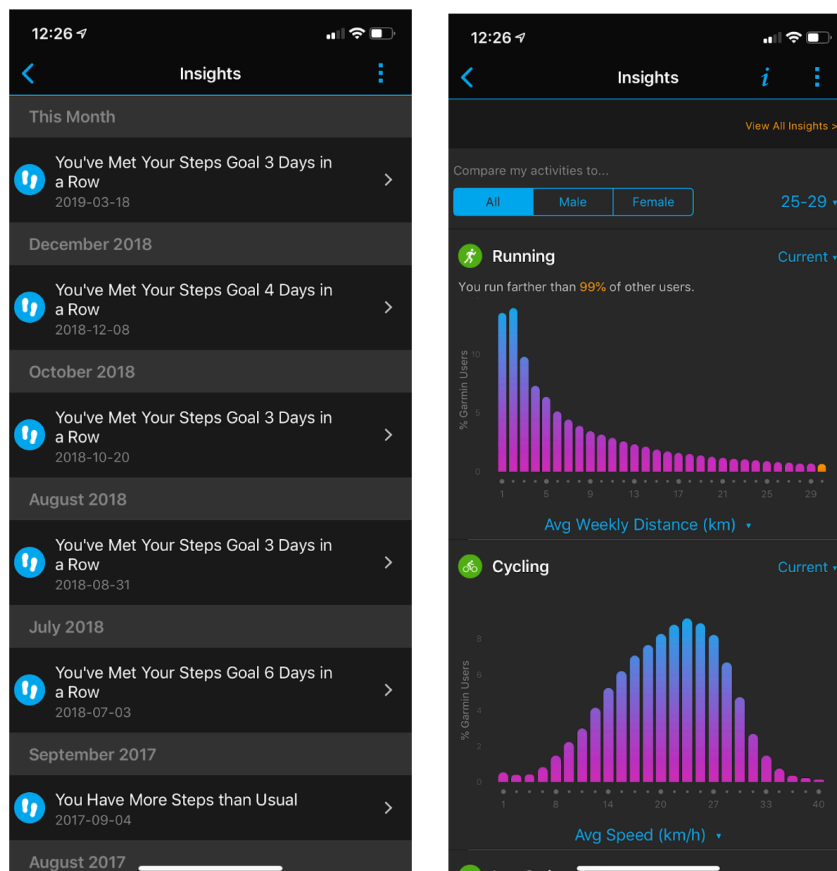 12:26
Insights
This Month
You've Met Your Steps Goal 3 Days in
a Row
2019-03-18
December 2018
You've Met Your Steps Goal 4 Days in
a Row
2018-12-08
October 2018
You've Met Your Steps Goal 3 Days in
a Row
2018-10-20
August 2018
You've Met Your Steps Goal 3 Days in
a Row
2018-08-31
July 2018
You've Met Your Steps Goal 6 Days in
a Row
2018-07-03
September 2017
You Have More Steps than Usual
2017-09-04
August 2017
12:26
Insights i
View All Insights >
Compare my activities to...
All Male Female 25-29
Running Current
You run farther than 99% of other users.
% Garmin Users
10
5
0
1 5 9 13 17 21 25 29
Avg Weekly Distance (km)
Cycling Current
% Garmin Users
8
6
4
2
0
1 8 14 20 27 33 40
Avg Speed (km/h)